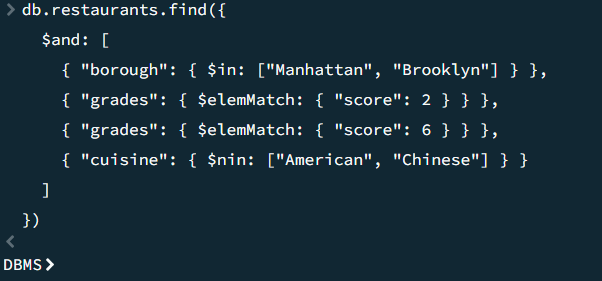 > db.restaurants.find({
$and: [
{ "borough": { $in: ["Manhattan", "Brooklyn"] } },
{ "grades": { $elemMatch: { "score": 2 } } },
{ "grades": { $elemMatch: { "score": 6 } } },
{ "cuisine": { $nin: ["American", "Chinese"] } }
]
})
<
DBMS>